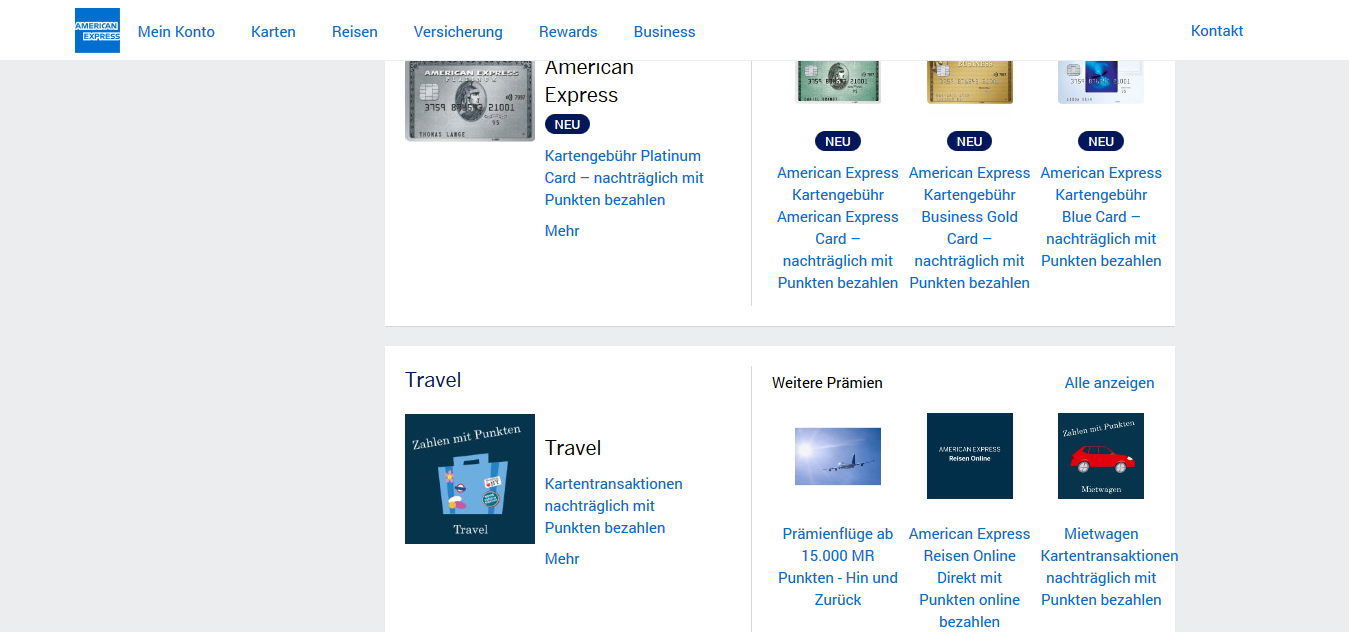 AMERICAN
EXPRESS
Mein Konto
Karten
Reisen
Versicherung
Rewards
Business
Kontakt
AMERICAN EXPRESS
THOMAS LANGE
American
Express
NEU
Kartengebühr Platinum
Card – nachträglich mit
Punkten bezahlen
Mehr
NEU
American Express
Kartengebühr
American Express
Card –
nachträglich mit
Punkten bezahlen
BUSINESS
NEU
American Express
Kartengebühr
Business Gold
Card –
nachträglich mit
Punkten bezahlen
NEU
American Express
Kartengebühr
Blue Card –
nachträglich mit
Punkten bezahlen
Travel
Zahlen mit Punkten
Travel
Travel
Kartentransaktionen
nachträglich mit
Punkten bezahlen
Mehr
Weitere Prämien
Alle anzeigen
Prämienflüge ab
15.000 MR
Punkten - Hin und
Zurück
AMERICAN EXPRESS
Reisen Online
American Express
Reisen Online
Direkt mit
Punkten online
bezahlen
Zahlen mit Punkten
Mietwagen
Mietwagen
Kartentransaktionen
nachträglich mit
Punkten bezahlen